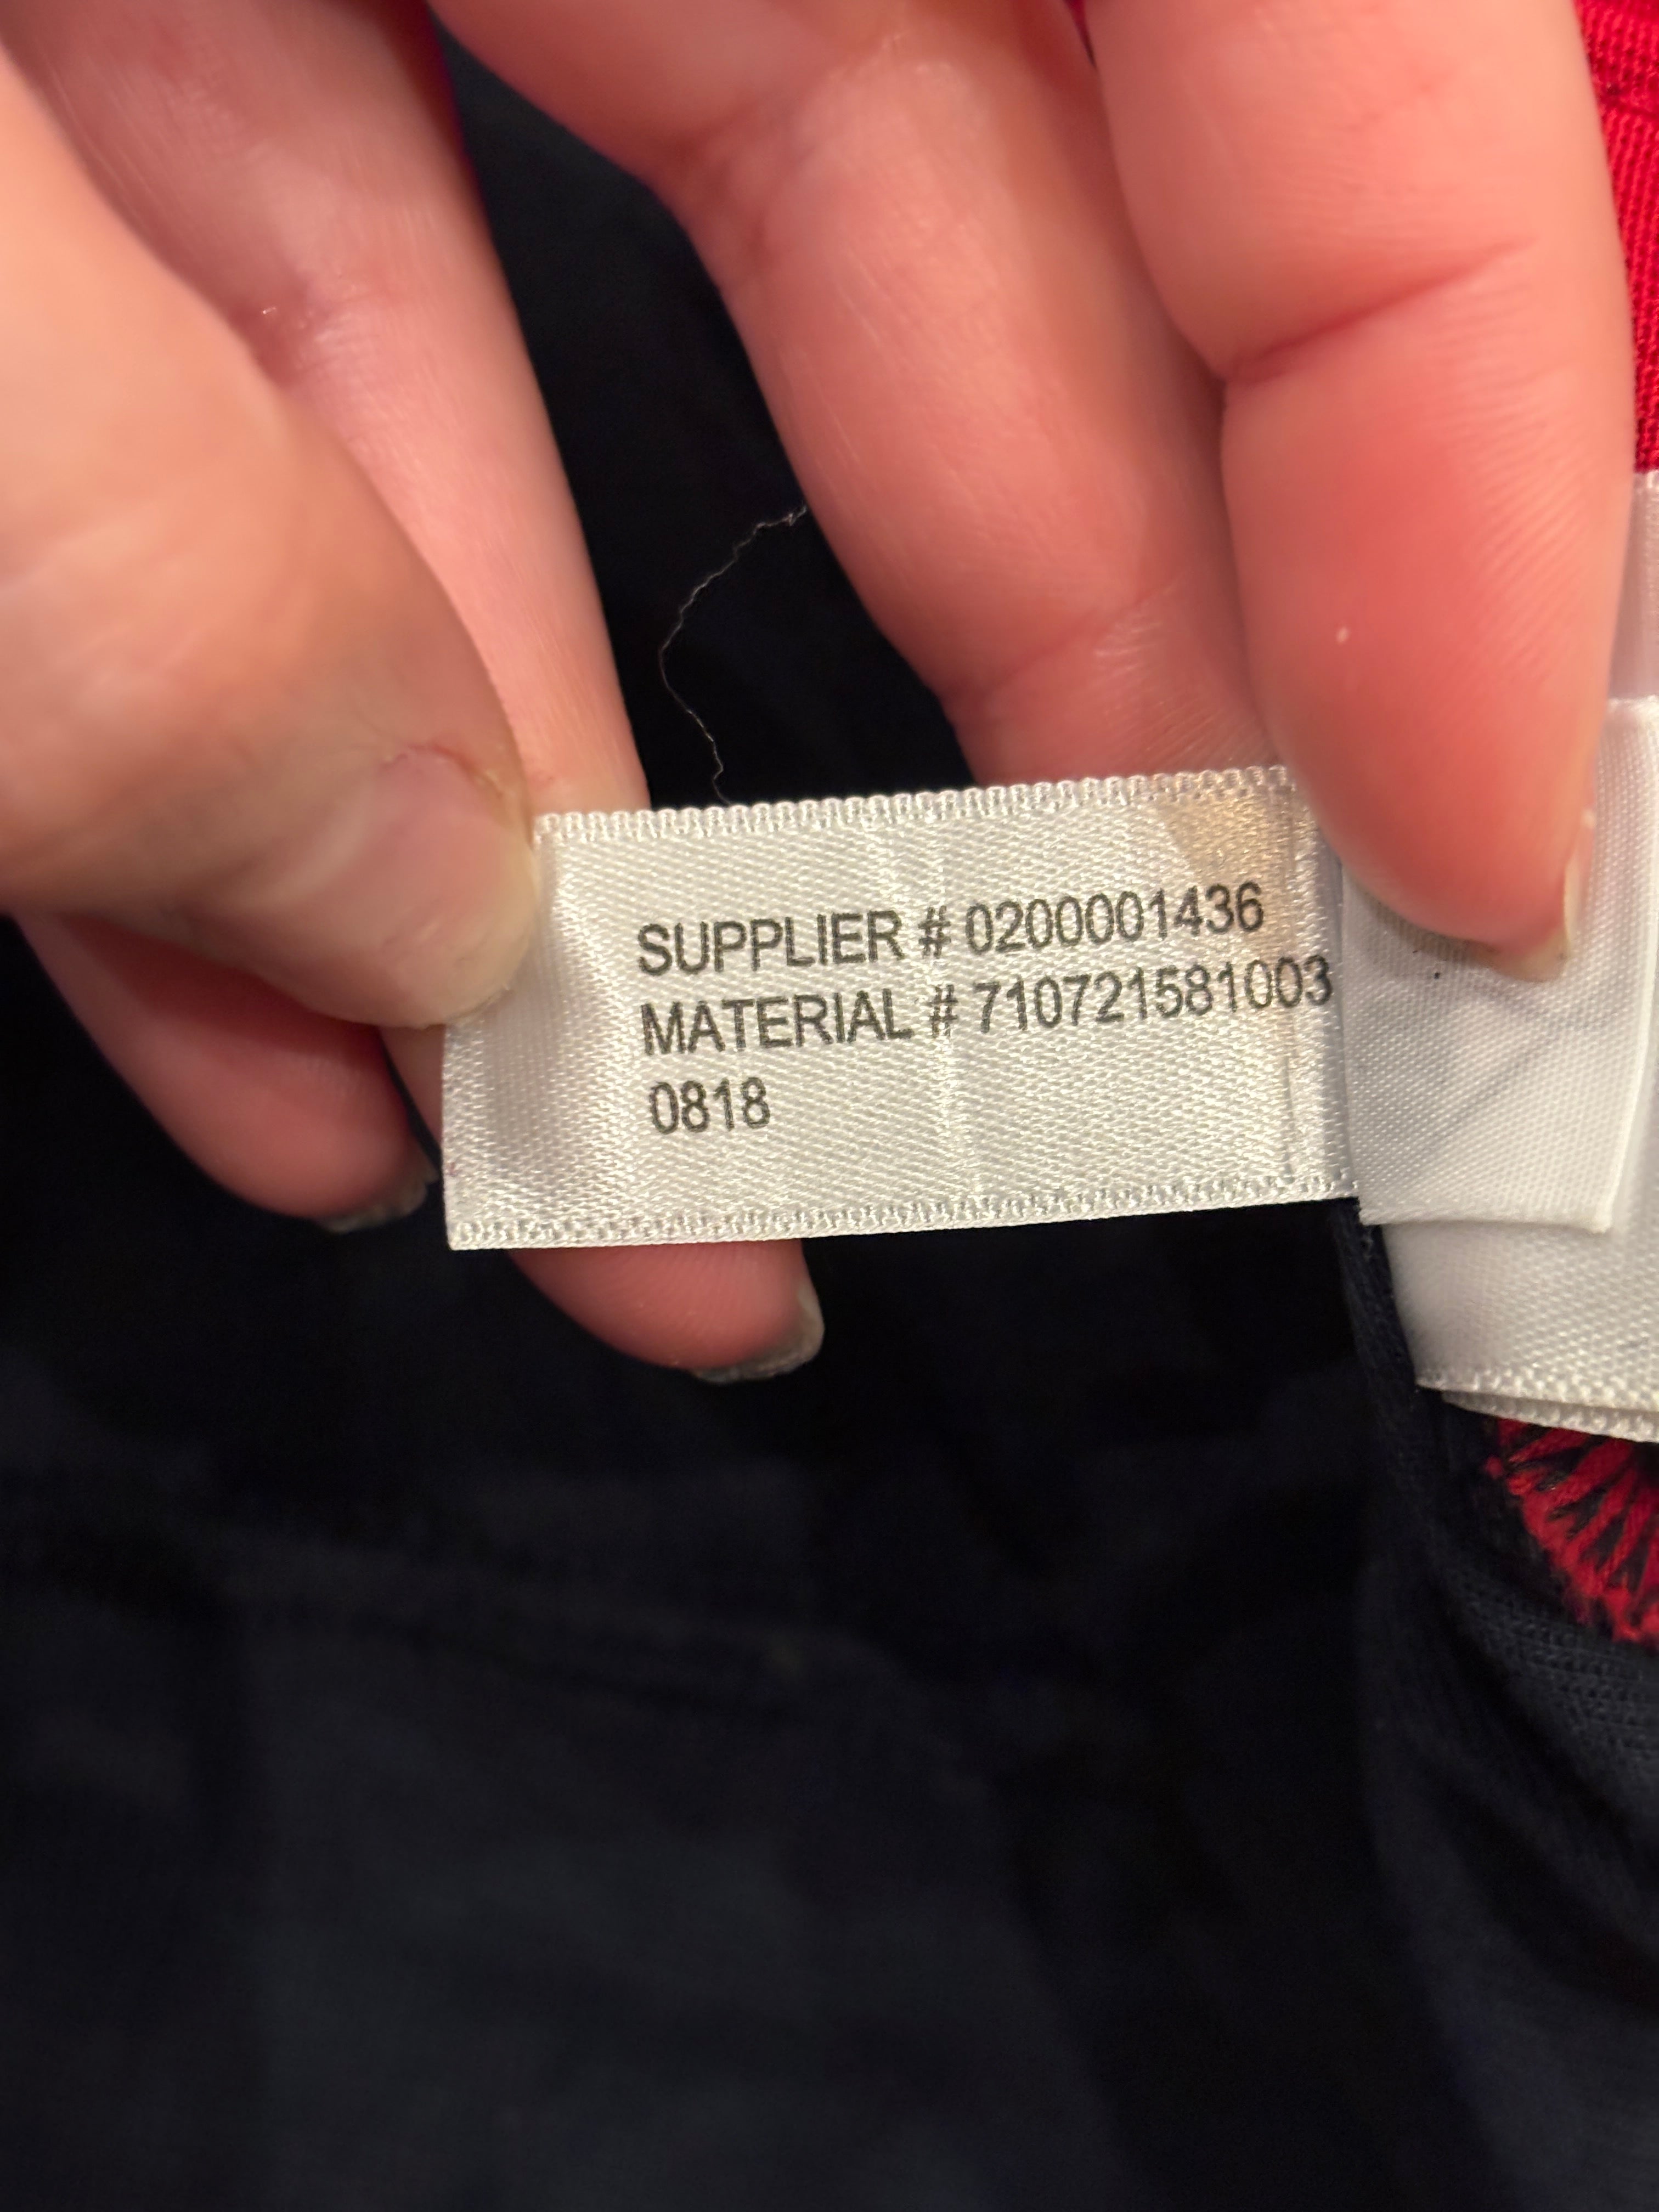 SUPPLIER # 0200001436
MATERIAL # 710721581003
0818